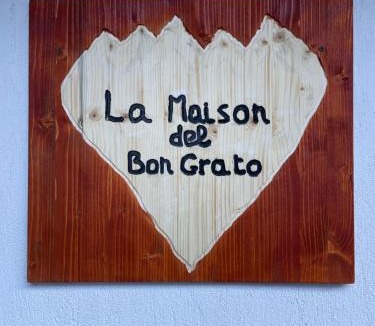 La Maison
del
Bon Grato